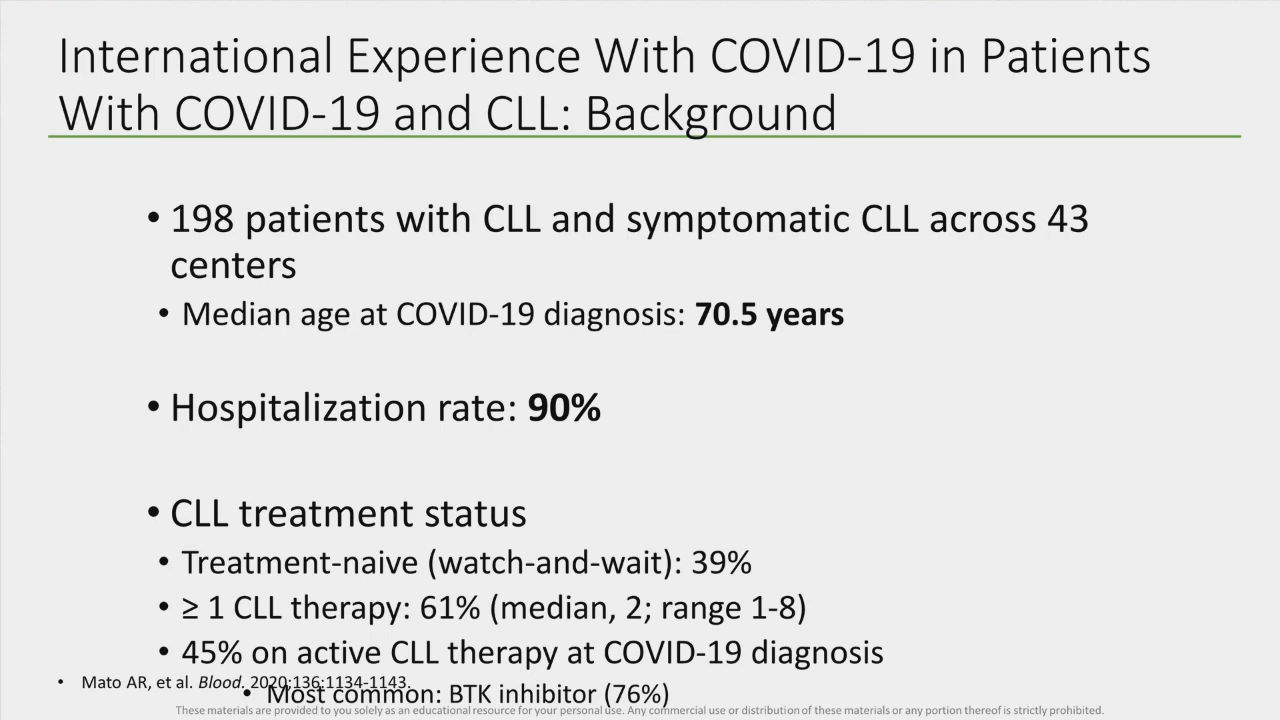 International Experience With COVID-19 in Patients
With COVID-19 and CLL: Background
• 198 patients with CLL and symptomatic CLL across 43
centers
• Median age at COVID-19 diagnosis: 70.5 years
• Hospitalization rate: 90%
• CLL treatment status
• Treatment-naive (watch-and-wait): 39%
• ≥ 1 CLL therapy: 61% (median, 2; range 1-8)
• 45% on active CLL therapy at COVID-19 diagnosis
• Mato AR, et al. Blood. 2020;136:1134-1143.
• Most common: BTK inhibitor (76%)
These materials are provided to you solely as an educational resource for your personal use. Any commercial use or distribution of these materials or any portion thereof is strictly prohibited.